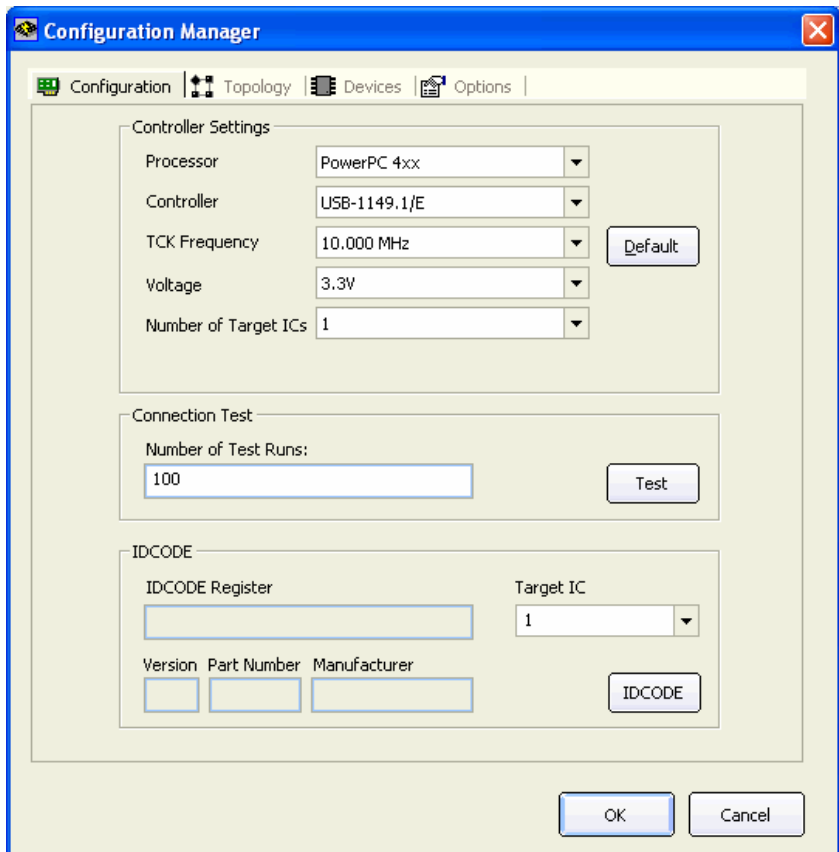 Configuration Manager
Configuration Topology Devices Options
Controller Settings
Processor PowerPC 4xx
Controller USB-1149.1/E
TCK Frequency 10.000 MHz Default
Voltage 3.3V
Number of Target ICs 1
Connection Test
Number of Test Runs:
100 Test
IDCODE
IDCODE Register Target IC
1
Version Part Number Manufacturer
IDCODE
OK Cancel